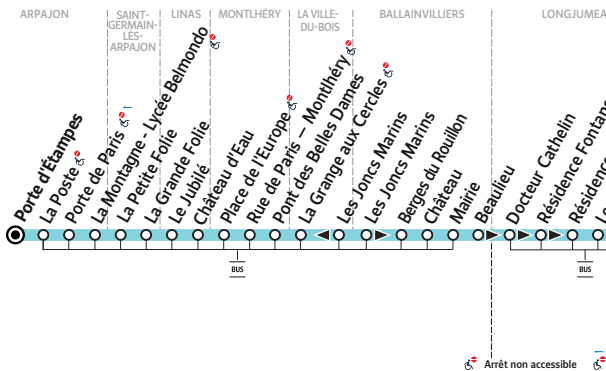 ARPAJON
SAINT-
GERMAIN-
LÈS-
ARPAJON
LINAS
MONTLHÉRY
LA VILLE-
DU-BOIS
BALLAINVILLIERS
LONGJUMEA
Porte d'Étampes
La Poste
Porte de Paris
La Montagne - Lycée Belmondo
La Petite Folie
La Grande Folie
Le Jubilé
Château d'Eau
Place de l'Europe
Rue de Paris – Montlhéry
Pont des Belles Dames
La Grange aux Cercles
Les Joncs Marins
Les Joncs Marins
Berges du Rouillon
Château
Mairie
Beaulieu
Docteur Cathelin
Résidence Fontan
Résidence
BUS
BUS
Arrêt non accessible